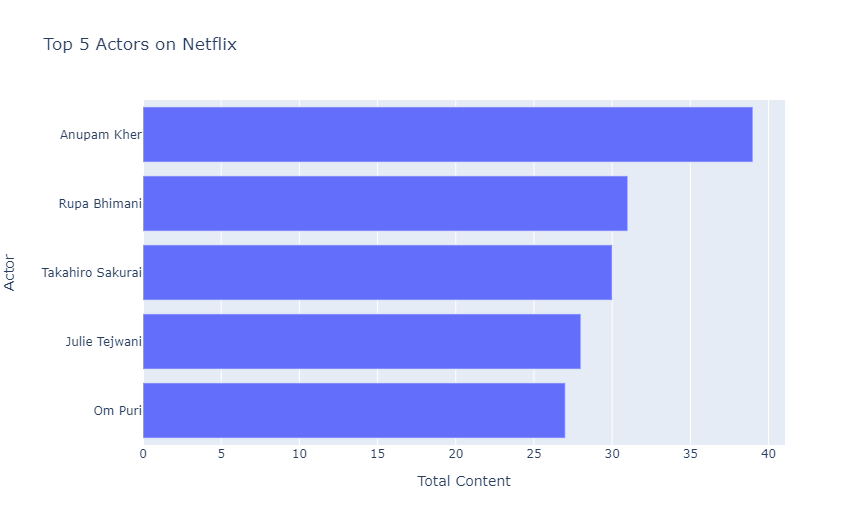 Top 5 Actors on Netflix
Actor
Anupam Kher
Rupa Bhimani
Takahiro Sakurai
Julie Tejwani
Om Puri
0 5 10 15 20 25 30 35 40
Total Content